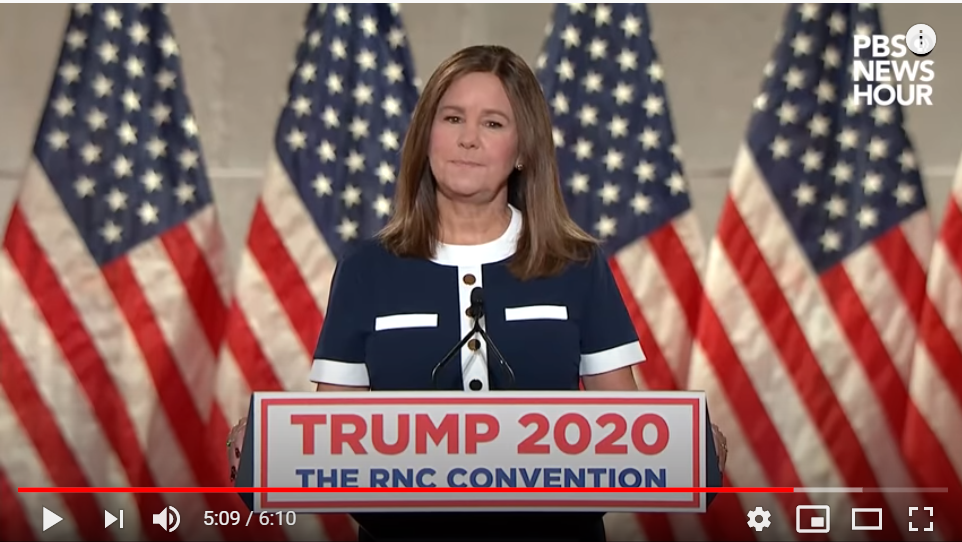 PBS
NEWS
HOUR
TRUMP 2020
THE RNC CONVENTION
5:09 / 6:10